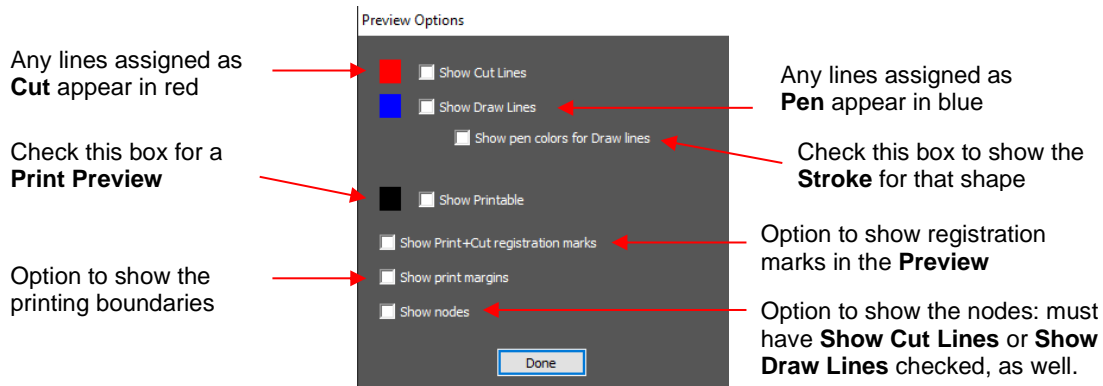 Preview Options
Any lines assigned as
Cut appear in red
Show Cut Lines
Show Draw Lines
Any lines assigned as
Pen appear in blue
Show pen colors for Draw lines
Check this box to show the
Stroke for that shape
Check this box for a
Print Preview
Show Printable
Show Print+Cut registration marks
Option to show registration
marks in the Preview
Option to show the
printing boundaries
Show print margins
Show nodes
Option to show the nodes: must
have Show Cut Lines or Show
Draw Lines checked, as well.
Done